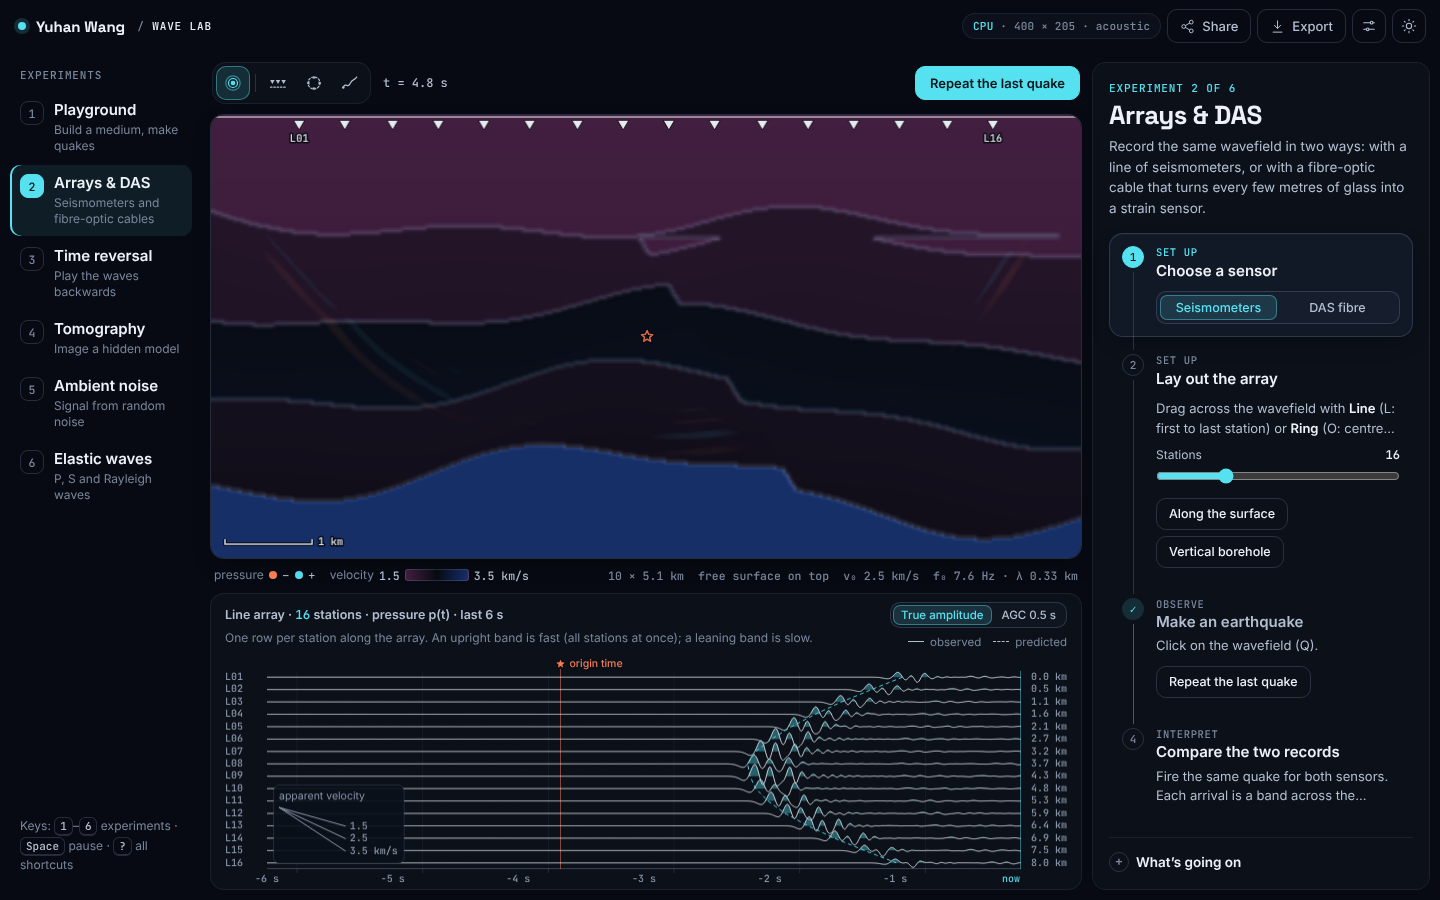 Yuhan Wang / WAVE LAB
CPU · 400 × 205 · acoustic
Share
Export
EXPERIMENTS
1
Playground
Build a medium, make
quakes
2
Arrays & DAS
Seismometers and
fibre-optic cables
3
Time reversal
Play the waves
backwards
4
Tomography
Image a hidden model
5
Ambient noise
Signal from random
noise
6
Elastic waves
P, S and Rayleigh
waves
Keys: 1–6 experiments ·
Space pause · ? all
shortcuts
t = 4.8 s
Repeat the last quake
L01
L16
1 km
pressure − +
velocity 1.5 3.5 km/s
10 × 5.1 km free surface on top v₀ 2.5 km/s f₀ 7.6 Hz · λ 0.33 km
Line array · 16 stations · pressure p(t) · last 6 s
True amplitude
AGC 0.5 s
One row per station along the array. An upright band is fast (all stations at once); a leaning band is slow.
observed
predicted
origin time
L01 0.0 km
L02 0.5 km
L03 1.1 km
L04 1.6 km
L05 2.1 km
L06 2.7 km
L07 3.2 km
L08 3.7 km
L09 4.3 km
L10 4.8 km
L11 5.3 km
L12 5.9 km
L13 6.4 km
L14 6.9 km
L15 7.5 km
L16 8.0 km
apparent velocity
1.5
2.5
3.5 km/s
-6 s -5 s -4 s -3 s -2 s -1 s now
EXPERIMENT 2 OF 6
Arrays & DAS
Record the same wavefield in two ways: with a
line of seismometers, or with a fibre-optic
cable that turns every few metres of glass into
a strain sensor.
1
SET UP
Choose a sensor
Seismometers
DAS fibre
2
SET UP
Lay out the array
Drag across the wavefield with Line (L:
first to last station) or Ring (O: centre…
Stations 16
Along the surface
Vertical borehole
✓
OBSERVE
Make an earthquake
Click on the wavefield (Q).
Repeat the last quake
4
INTERPRET
Compare the two records
Fire the same quake for both sensors.
Each arrival is a band across the…
+ What's going on